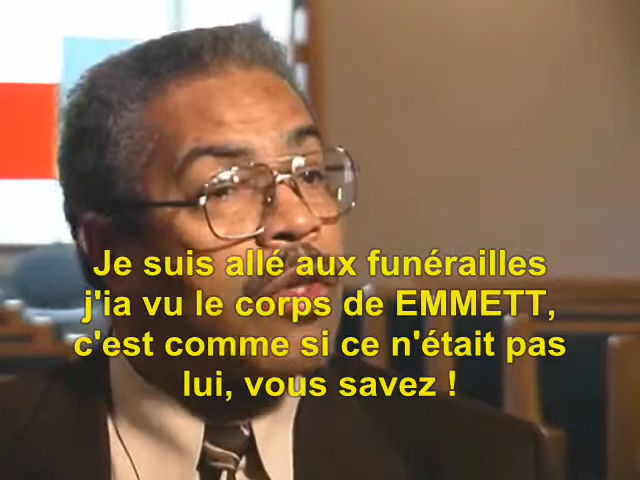 Je suis allé aux funérailles
j'ia vu le corps de EMMETT,
c'est comme si ce n'était pas
lui, vous savez !